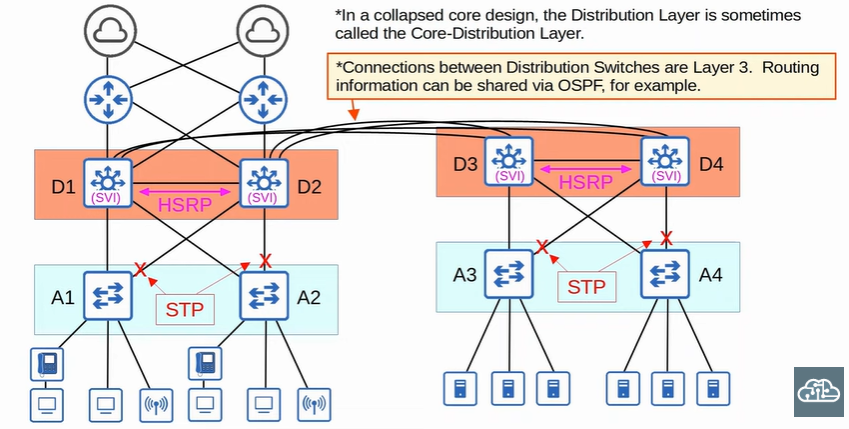 *In a collapsed core design, the Distribution Layer is sometimes
called the Core-Distribution Layer.
*Connections between Distribution Switches are Layer 3.  Routing
information can be shared via OSPF, for example.
D1
(SVI)
HSRP
(SVI)
D2
D3
(SVI)
HSRP
(SVI)
D4
X
X
A1
STP
A2
X
X
A3
STP
A4